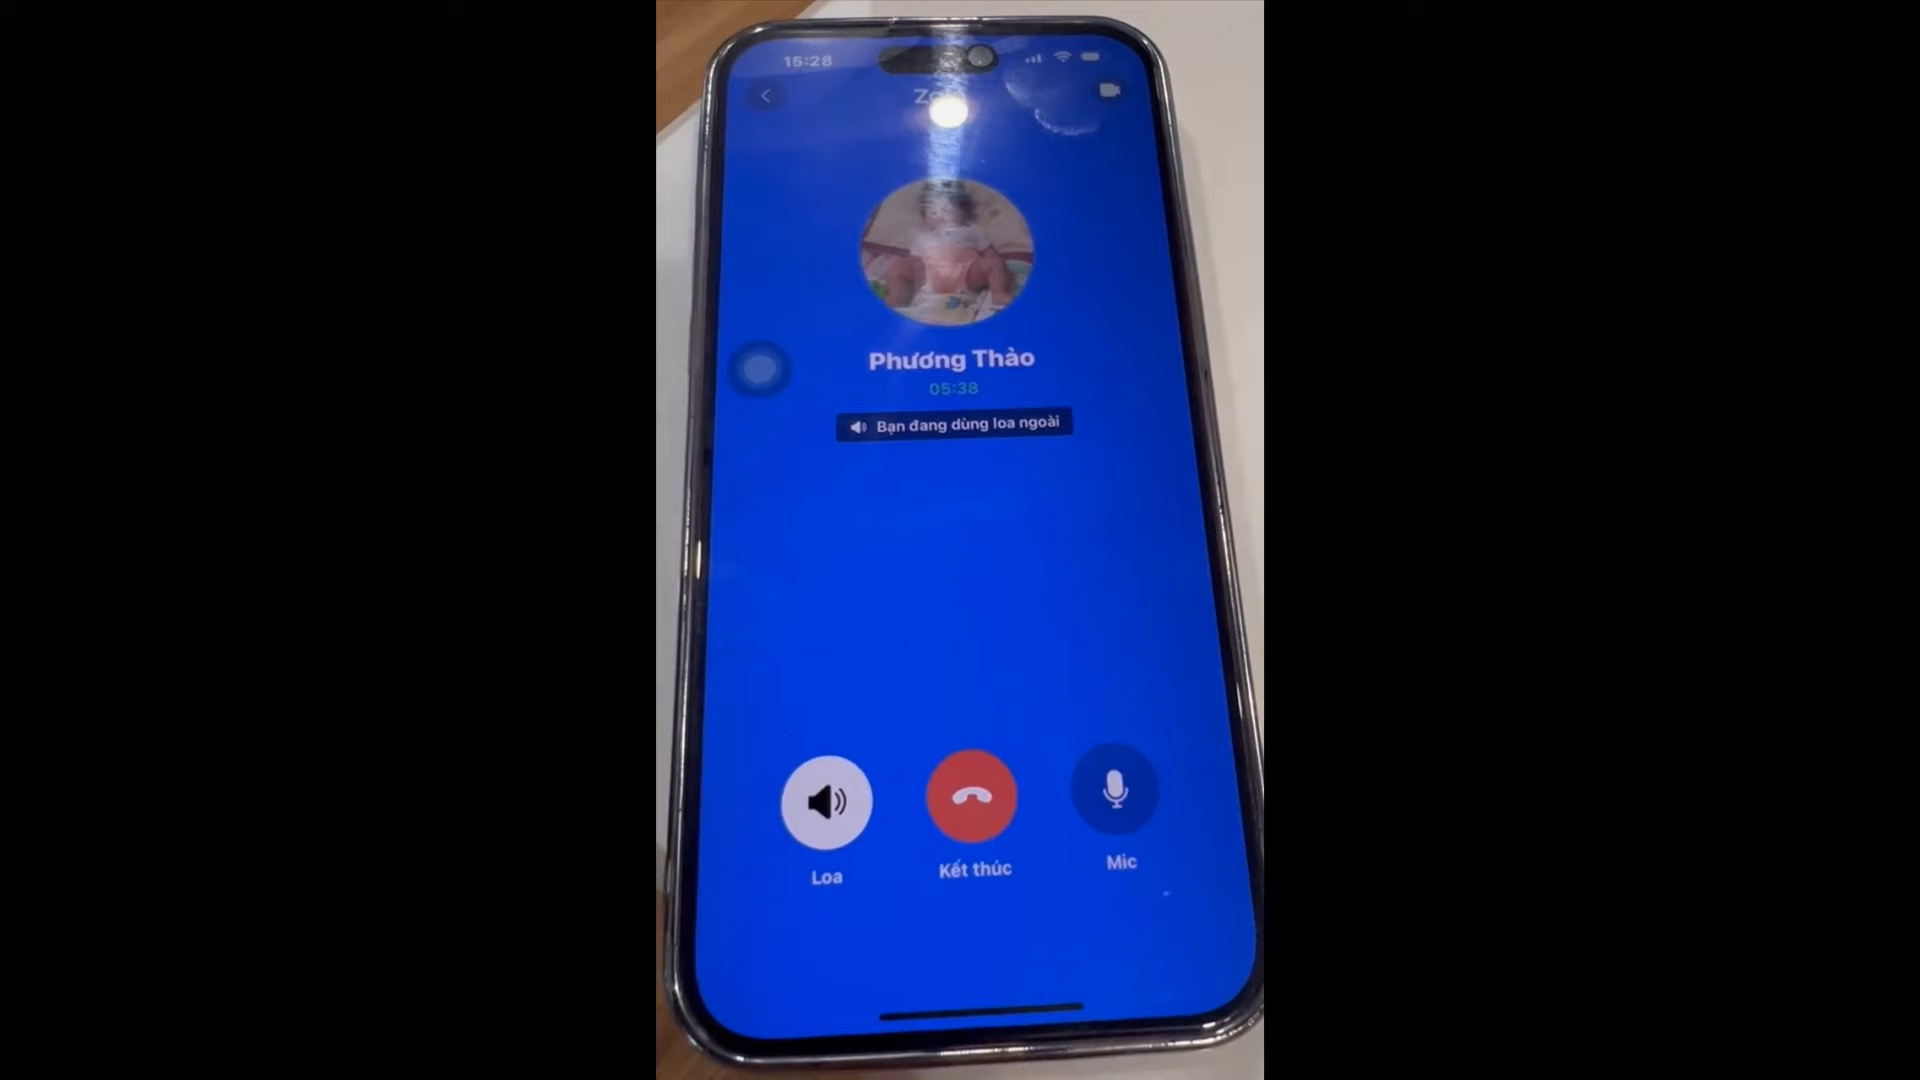 15:28
Phương Thảo
05:38
Bạn đang dùng loa ngoài
Loa
Kết thúc
Mic